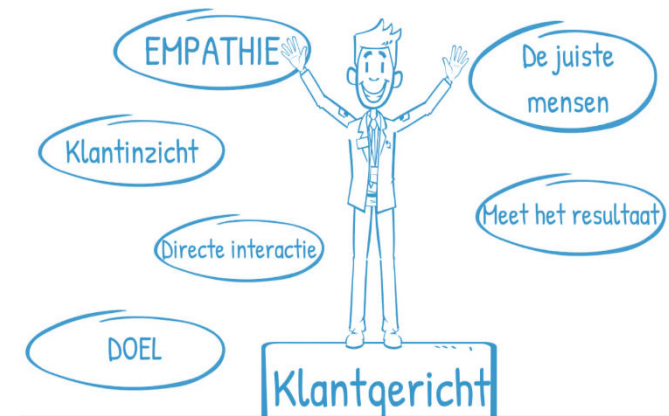 EMPATHIE
De juiste
mensen
Klantinzicht
Meet het resultaat
Directe interactie
DOEL
Klantgericht